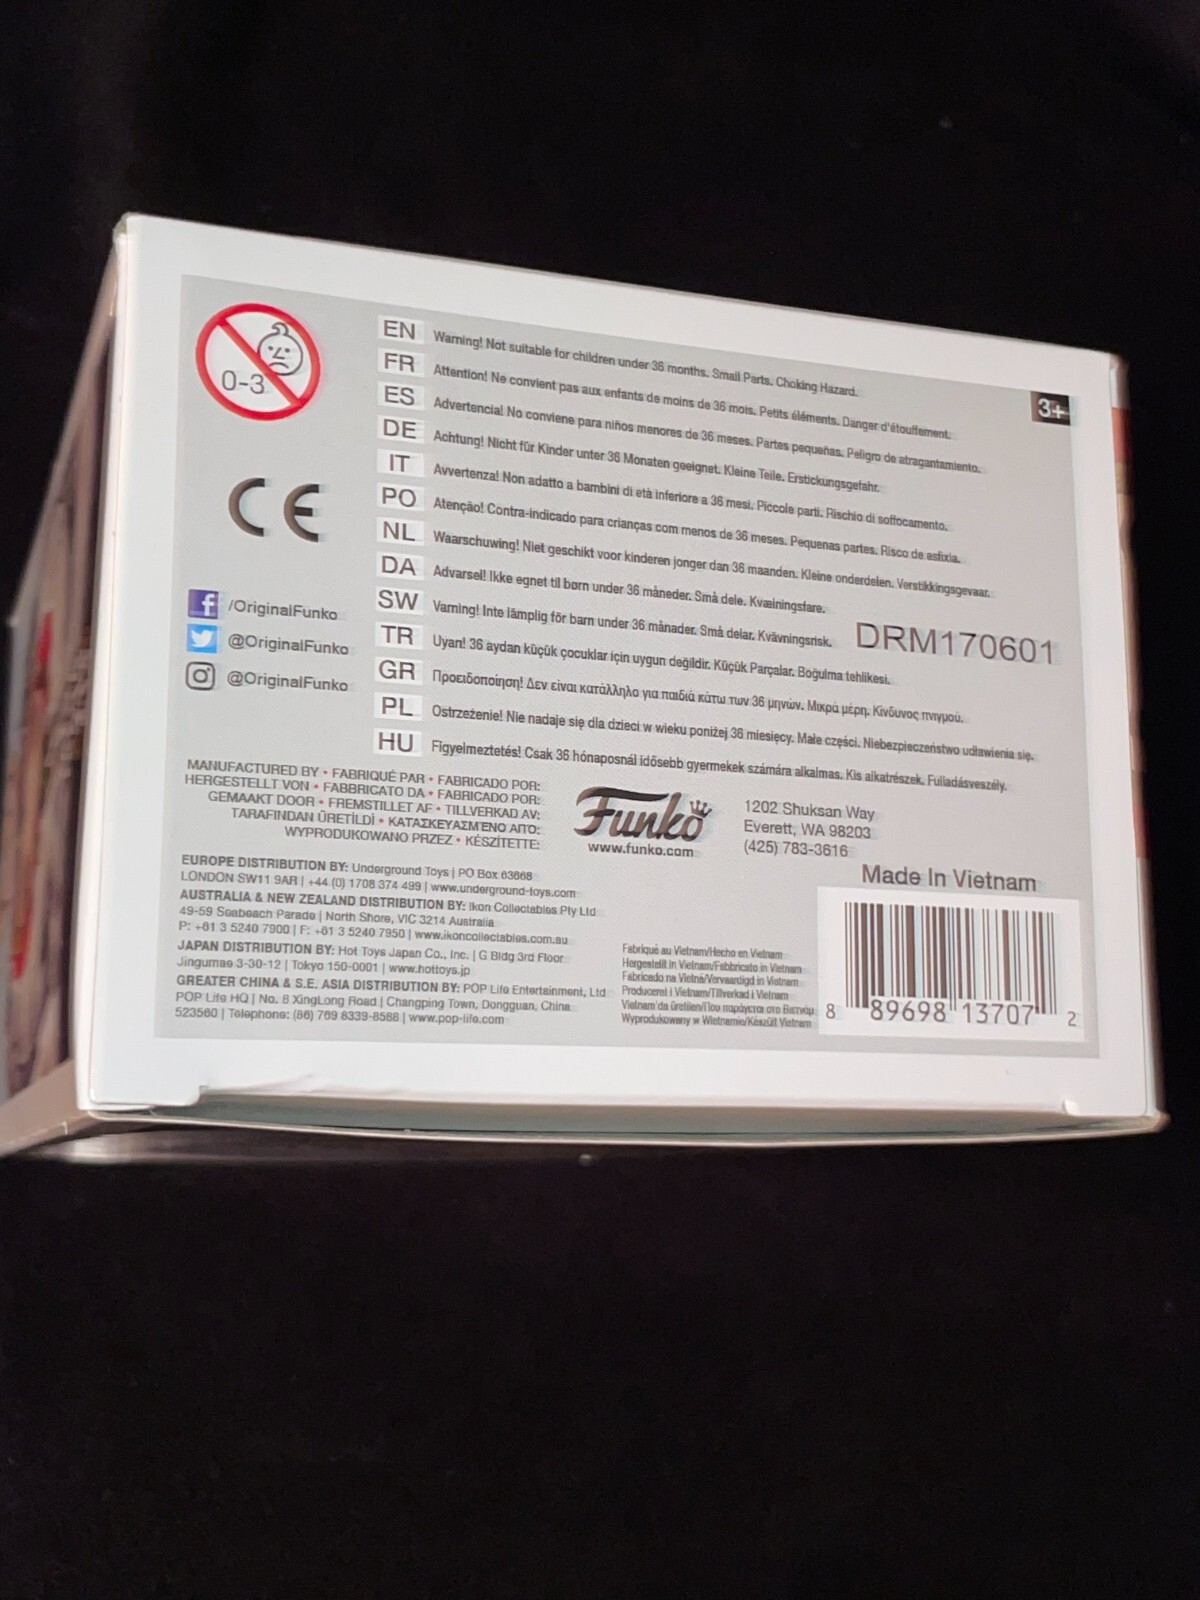 0-3
EN Warning! Not suitable for children under 36 months. Small Parts. Choking Hazard.
FR Attention! Ne convient pas aux enfants de moins de 36 mois. Petits éléments. Danger d'étouffement.
ES Advertencia! No conviene para niños menores de 36 meses. Partes pequeñas. Peligro de atragantamiento.
DE Achtung! Nicht für Kinder unter 36 Monaten geeignet. Kleine Teile. Erstickungsgefahr.
IT Avvertenza! Non adatto a bambini di età inferiore a 36 mesi. Piccole parti. Rischio di soffocamento.
PO Atenção! Contra-indicado para crianças com menos de 36 meses. Pequenas partes. Risco de asfixia.
NL Waarschuwing! Niet geschikt voor kinderen jonger dan 36 maanden. Kleine onderdelen. Verstikkingsgevaar.
DA Advarsel! Ikke egnet til børn under 36 måneder. Små dele. Kvælningsfare.
SW Varning! Inte lämplig för barn under 36 månader. Små delar. Kvävningsrisk.
TR Uyarı! 36 aydan küçük çocuklar için uygun değildir. Küçük Parçalar. Boğulma tehlikesi.
GR Προειδοποίηση! Δεν είναι κατάλληλο για παιδιά κάτω των 36 μηνών. Μικρά μέρη. Κίνδυνος πνιγμού.
PL Ostrzeżenie! Nie nadaje się dla dzieci w wieku poniżej 36 miesięcy. Małe części. Niebezpieczeństwo udławienia się.
HU Figyelmeztetés! Csak 36 hónaposnál idősebb gyermekek számára alkalmas. Kis alkatrészek. Fulladásveszély.
3+
CE
/OriginalFunko
@OriginalFunko
@OriginalFunko
DRM170601
MANUFACTURED BY • FABRIQUÉ PAR • FABRICADO POR:
HERGESTELLT VON • FABBRICATO DA • FABRICADO POR:
GEMAAKT DOOR • FREMSTILLET AF • TILLVERKAD AV:
TARAFINDAN ÜRETİLDİ • ΚΑΤΑΣΚΕΥΑΣΜΈΝΟ ΑΠΌ:
WYPRODUKOWANO PRZEZ • KÉSZÍTETTE:
Funko
www.funko.com
1202 Shuksan Way
Everett, WA 98203
(425) 783-3616
EUROPE DISTRIBUTION BY: Underground Toys | PO Box 63668
LONDON SW11 9AR | +44 (0) 1708 374 499 | www.underground-toys.com
AUSTRALIA & NEW ZEALAND DISTRIBUTION BY: Ikon Collectables Pty Ltd
49-59 Seabeach Parade | North Shore, VIC 3214 Australia
P: +61 3 5240 7900 | F: +61 3 5240 7950 | www.ikoncollectables.com.au
JAPAN DISTRIBUTION BY: Hot Toys Japan Co., Inc. | G Bldg 3rd Floor
Jingumae 3-30-12 | Tokyo 150-0001 | www.hottoys.jp
GREATER CHINA & S.E. ASIA DISTRIBUTION BY: POP Life Entertainment, Ltd
POP Life HQ | No. 8 XingLong Road | Changping Town, Dongguan, China
523560 | Telephone: (86) 769 8339-8568 | www.pop-life.com
Fabriqué au Vietnam/Hecho en Vietnam
Hergestellt in Vietnam/Fabbricato in Vietnam
Fabricado na Vietnã/Vervaardigd in Vietnam
Produceret i Vietnam/Tillverkad i Vietnam
Vietnam'da üretilen/Που παράγεται στο Βιετνάμ
Wyprodukowany w Wietnamie/Készült Vietnam
Made In Vietnam
8 89698 13707 2